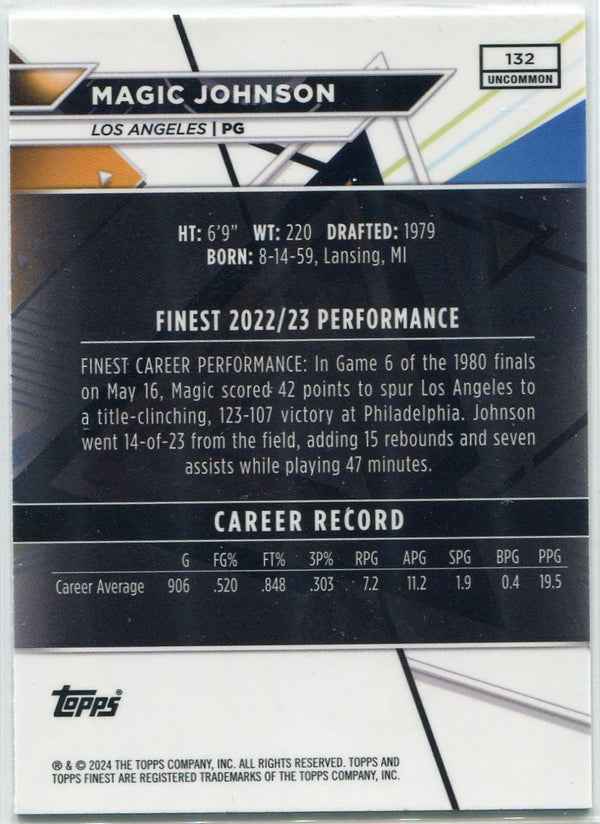 132
UNCOMMON
MAGIC JOHNSON
LOS ANGELES | PG
HT: 6'9" WT: 220 DRAFTED: 1979
BORN: 8-14-59, Lansing, MI
FINEST 2022/23 PERFORMANCE
FINEST CAREER PERFORMANCE: In Game 6 of the 1980 finals
on May 16, Magic scored 42 points to spur Los Angeles to
a title-clinching, 123-107 victory at Philadelphia. Johnson
went 14-of-23 from the field, adding 15 rebounds and seven
assists while playing 47 minutes.
CAREER RECORD
G FG% FT% 3P% RPG APG SPG BPG PPG
Career Average 906 .520 .848 .303 7.2 11.2 1.9 0.4 19.5
Topps®
® & © 2024 THE TOPPS COMPANY, INC. ALL RIGHTS RESERVED. TOPPS AND
TOPPS FINEST ARE REGISTERED TRADEMARKS OF THE TOPPS COMPANY, INC.